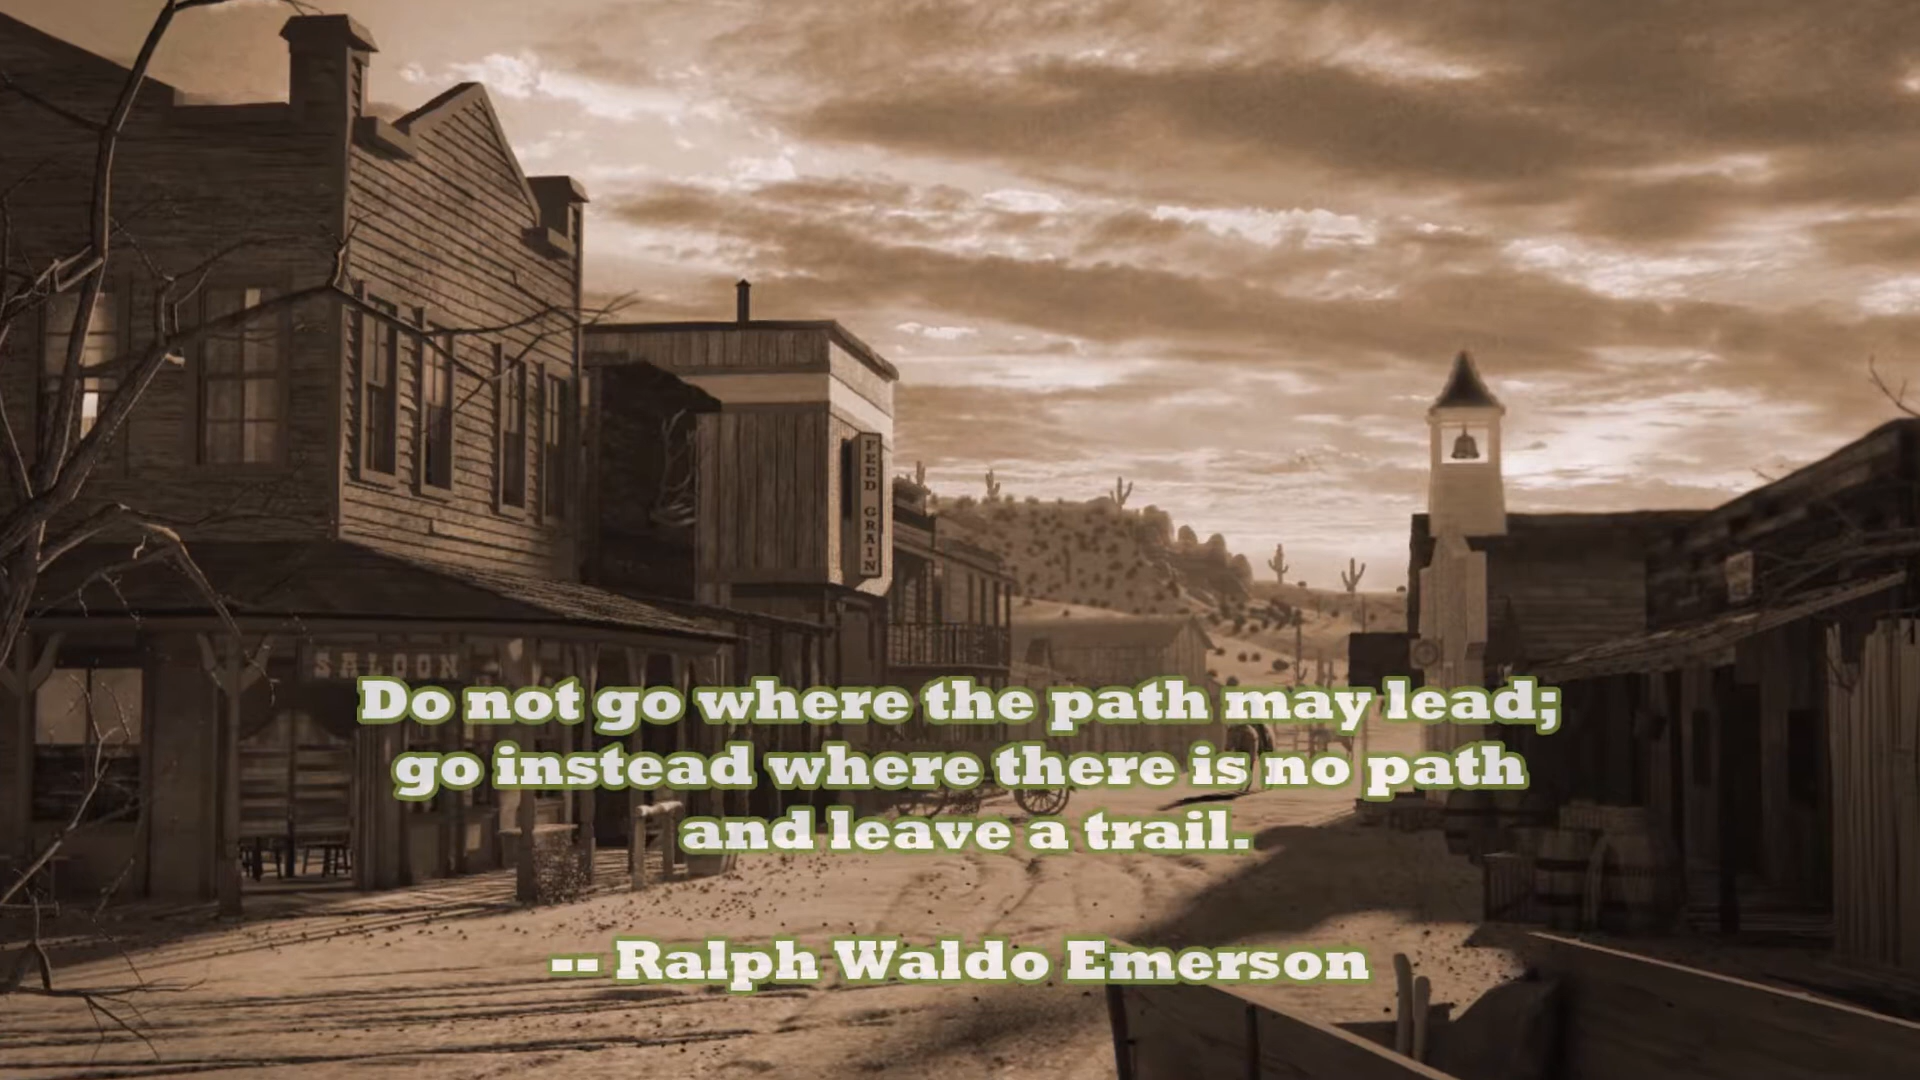 FEED GRAIN
SALOON
Do not go where the path may lead;
go instead where there is no path
and leave a trail.
-- Ralph Waldo Emerson